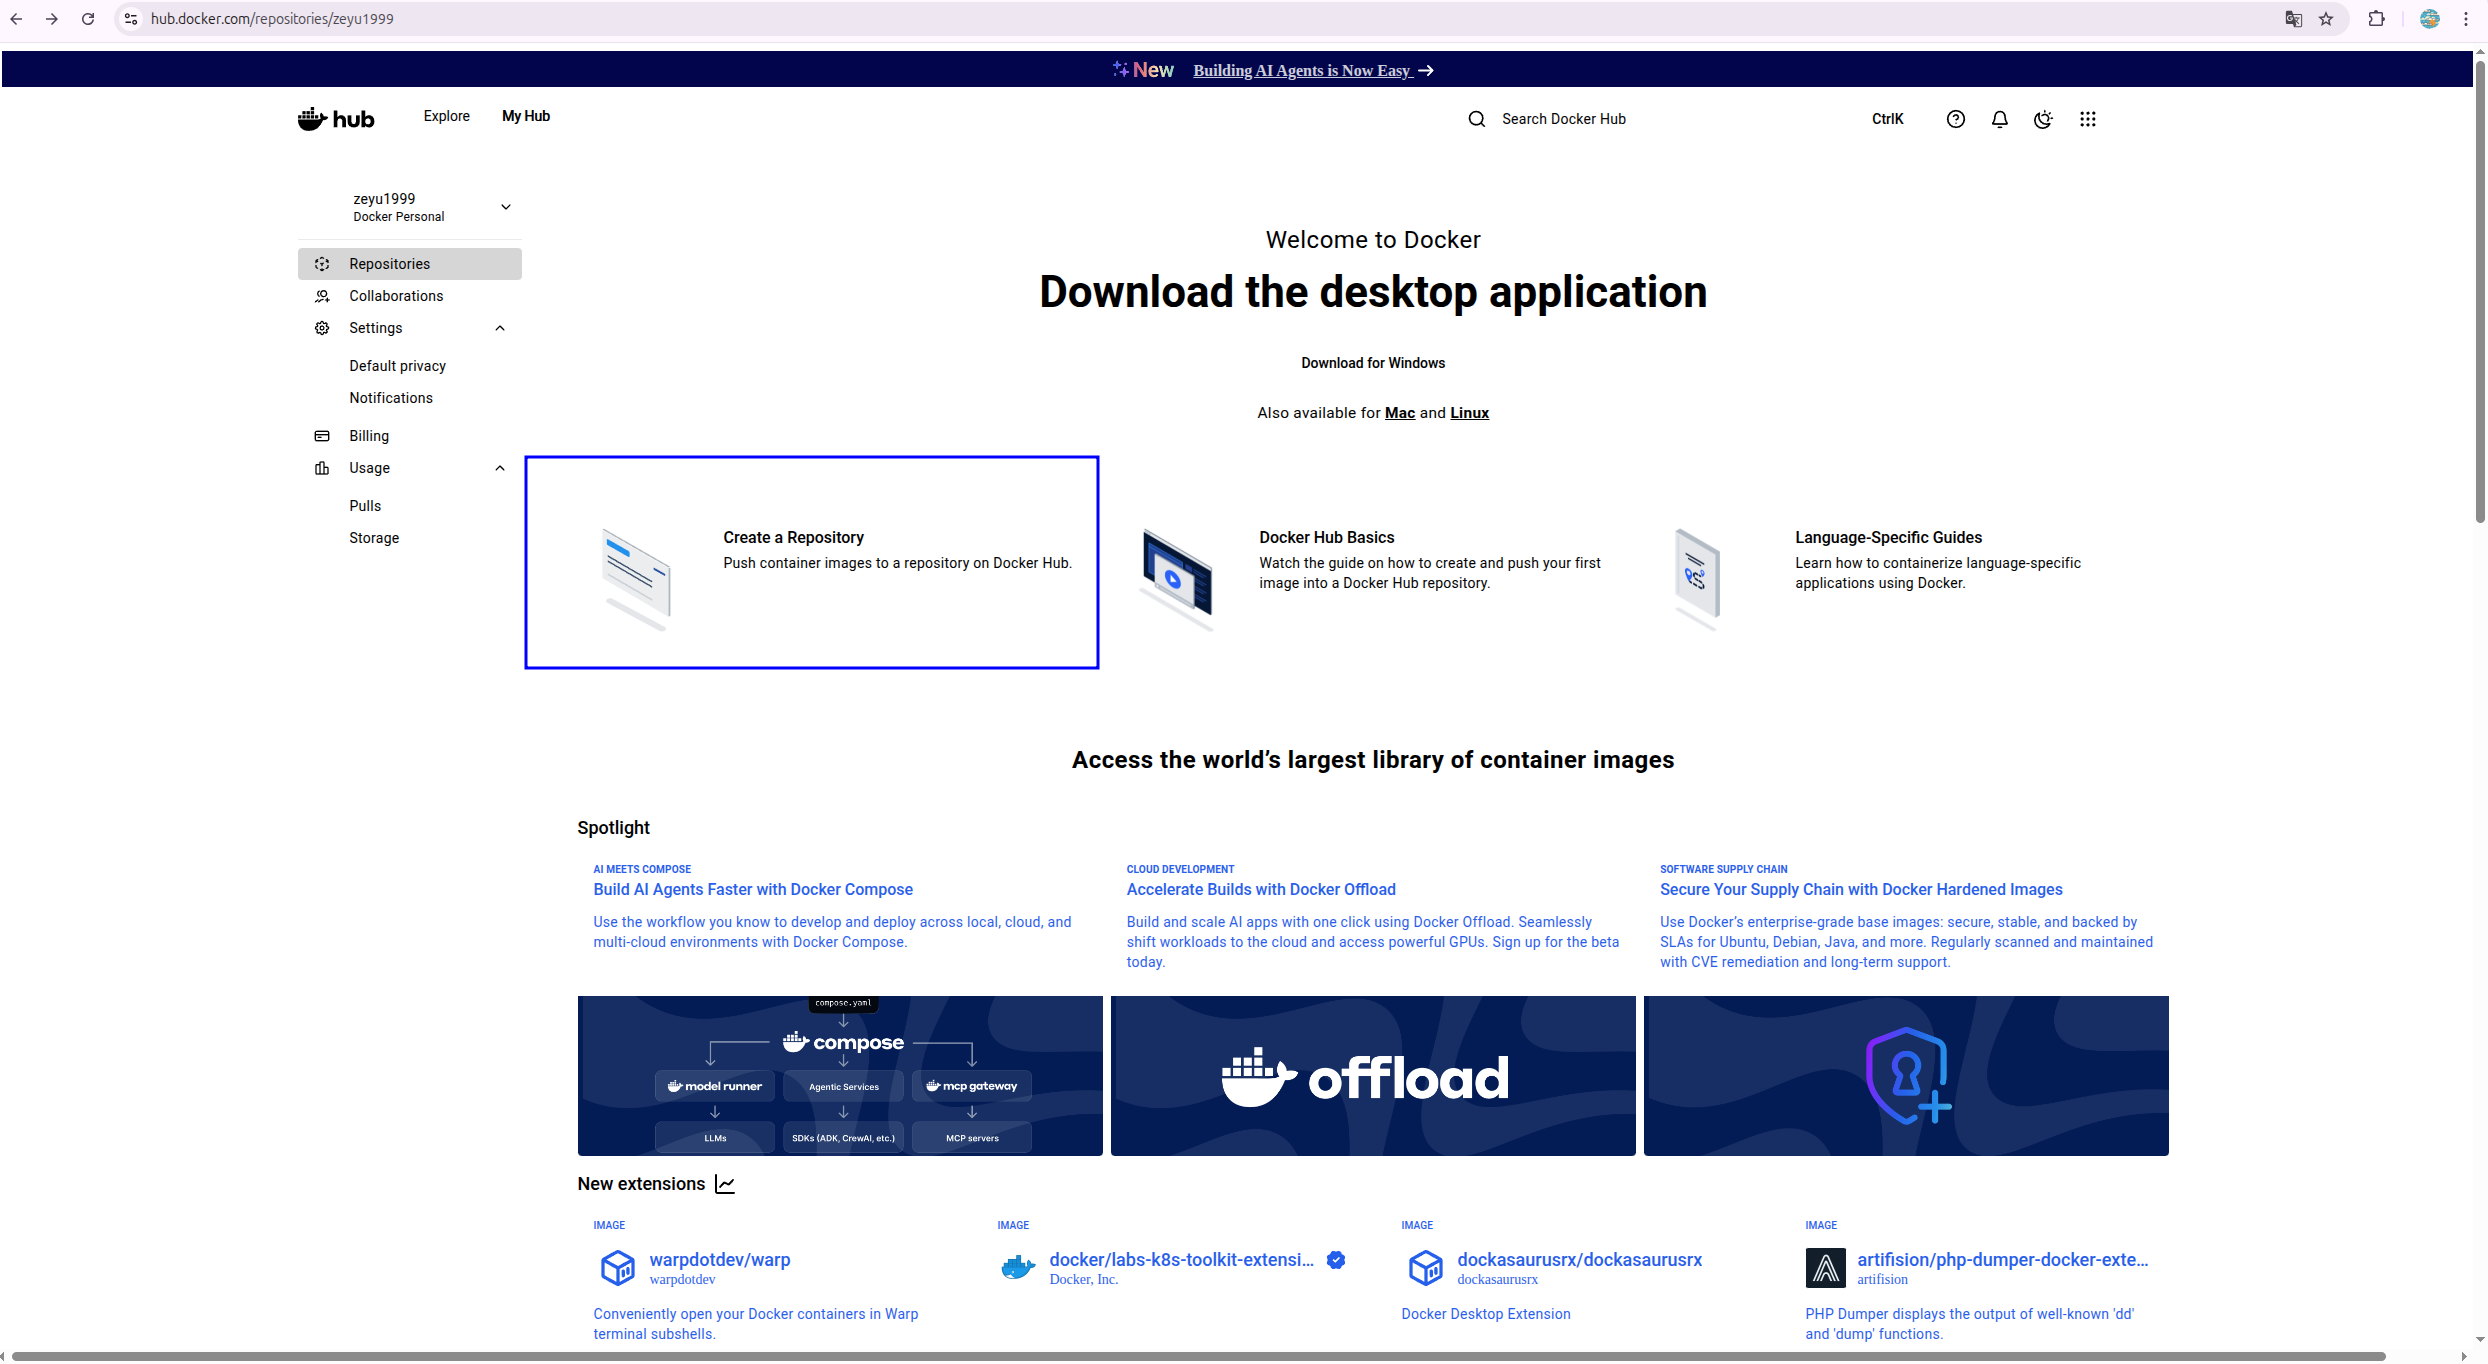 hub.docker.com/repositories/zeyu1999
New Building AI Agents is Now Easy
hub Explore My Hub Search Docker Hub CtrlK
zeyu1999
Docker Personal
Repositories
Collaborations
Settings
Default privacy
Notifications
Billing
Usage
Pulls
Storage
Welcome to Docker
Download the desktop application
Download for Windows
Also available for Mac and Linux
Create a Repository
Push container images to a repository on Docker Hub.
Docker Hub Basics
Watch the guide on how to create and push your first
image into a Docker Hub repository.
Language-Specific Guides
Learn how to containerize language-specific
applications using Docker.
Access the world’s largest library of container images
Spotlight
AI MEETS COMPOSE
Build AI Agents Faster with Docker Compose
Use the workflow you know to develop and deploy across local, cloud, and
multi-cloud environments with Docker Compose.
compose.yaml
compose
model runner
Agentic Services
mcp gateway
LLMs
SDKs (ADK, CrewAI, etc.)
MCP servers
CLOUD DEVELOPMENT
Accelerate Builds with Docker Offload
Build and scale AI apps with one click using Docker Offload. Seamlessly
shift workloads to the cloud and access powerful GPUs. Sign up for the beta
today.
offload
SOFTWARE SUPPLY CHAIN
Secure Your Supply Chain with Docker Hardened Images
Use Docker’s enterprise-grade base images: secure, stable, and backed by
SLAs for Ubuntu, Debian, Java, and more. Regularly scanned and maintained
with CVE remediation and long-term support.
New extensions
IMAGE
warpdotdev/warp
warpdotdev
Conveniently open your Docker containers in Warp
terminal subshells.
IMAGE
docker/labs-k8s-toolkit-extensi...
Docker, Inc.
IMAGE
dockasaurusrx/dockasaurusrx
dockasaurusrx
Docker Desktop Extension
IMAGE
artifision/php-dumper-docker-exte...
artifision
PHP Dumper displays the output of well-known 'dd'
and 'dump' functions.